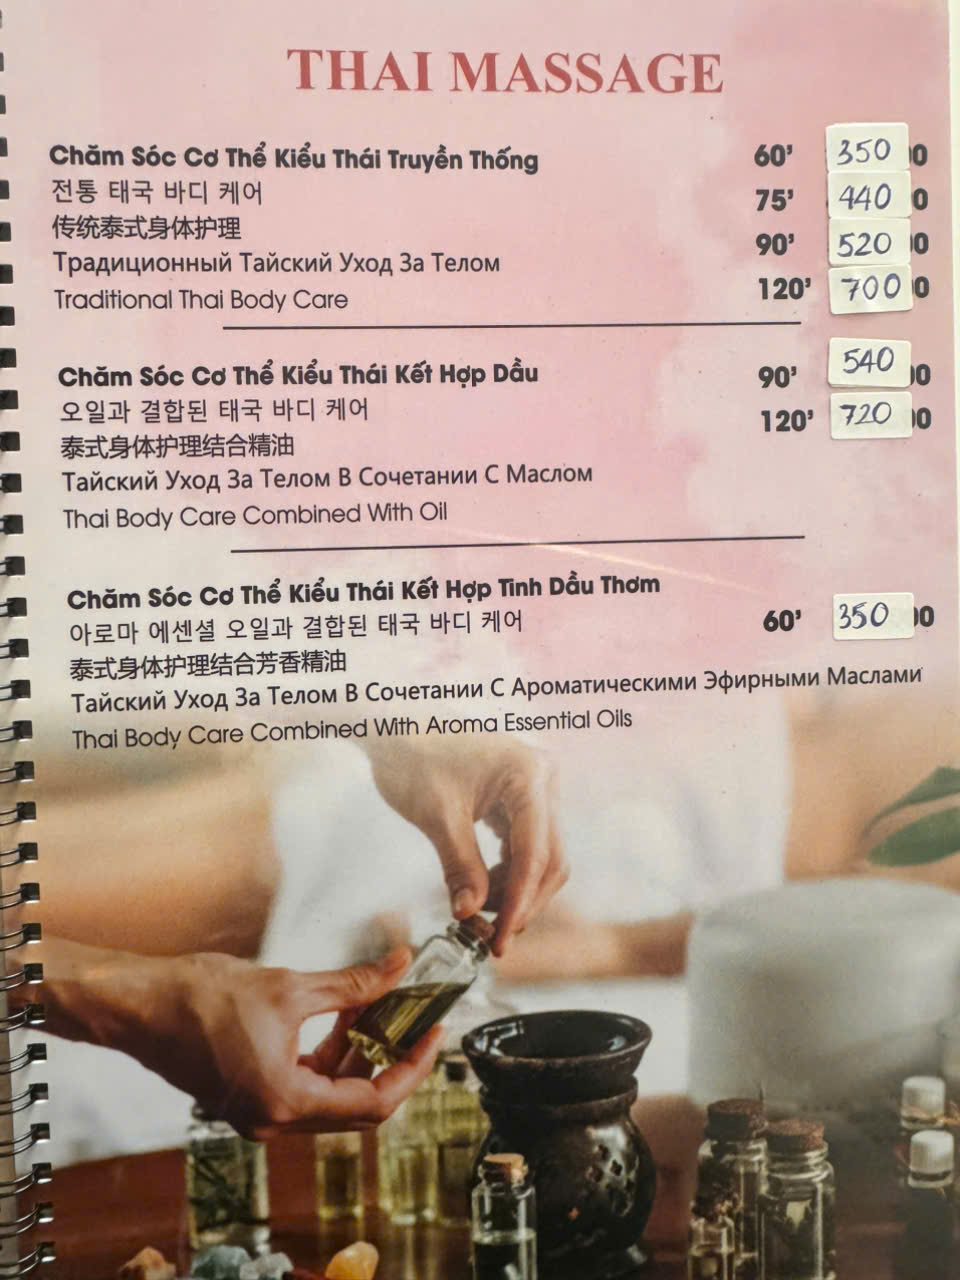 THAI MASSAGE
Chăm Sóc Cơ Thể Kiểu Thái Truyền Thống
전통 태국 바디 케어
传统泰式身体护理
Традиционный Тайский Уход За Телом
Traditional Thai Body Care
60’ 350
75’ 440
90’ 520
120’ 700
Chăm Sóc Cơ Thể Kiểu Thái Kết Hợp Dầu
오일과 결합된 태국 바디 케어
泰式身体护理结合精油
Тайский Уход За Телом В Сочетании С Маслом
Thai Body Care Combined With Oil
90’ 540
120’ 720
Chăm Sóc Cơ Thể Kiểu Thái Kết Hợp Tinh Dầu Thơm
아로마 에센셜 오일과 결합된 태국 바디 케어
泰式身体护理结合芳香精油
Тайский Уход За Телом В Сочетании С Ароматическими Эфирными Маслами
Thai Body Care Combined With Aroma Essential Oils
60’ 350